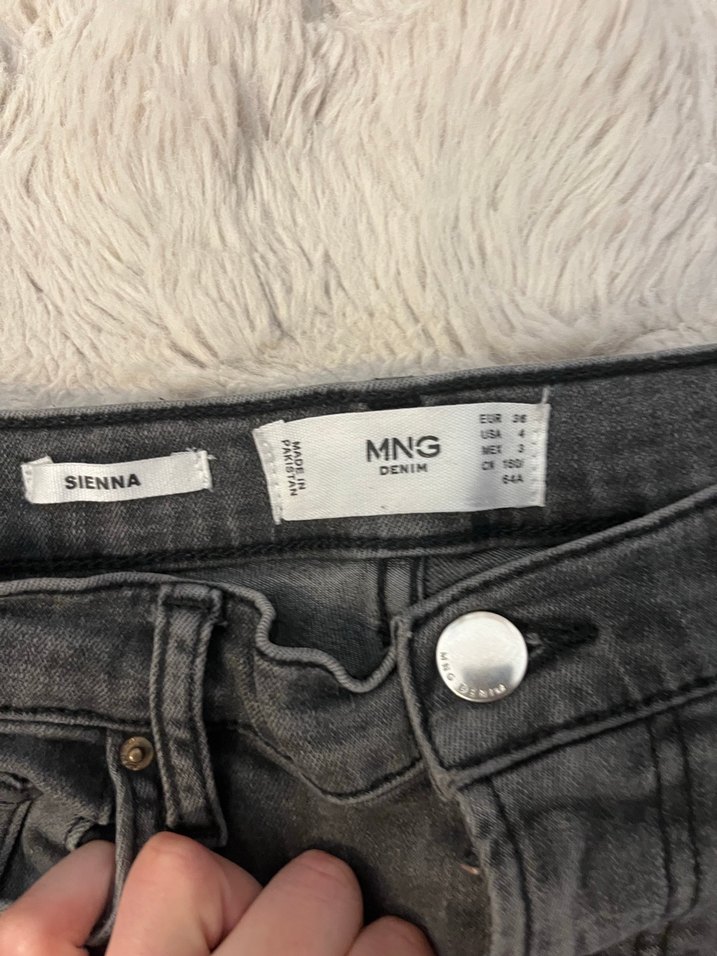 SIENNA
MADE IN
PAKISTAN
MNG
DENIM
EUR 36
USA 4
MEX 3
CN 160/
64A
MNG DENIM